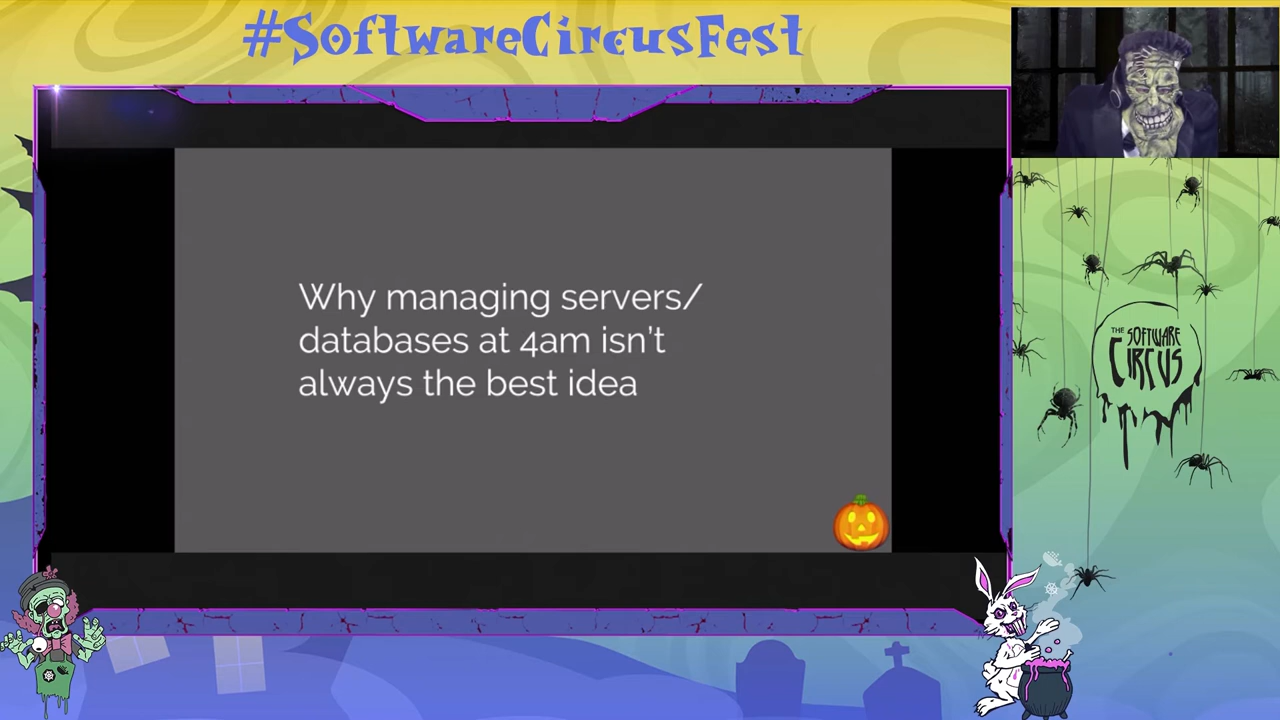 #SoftwareCircusFest
Why managing servers/
databases at 4am isn't
always the best idea
THE SOFTWARE
CIRCUS